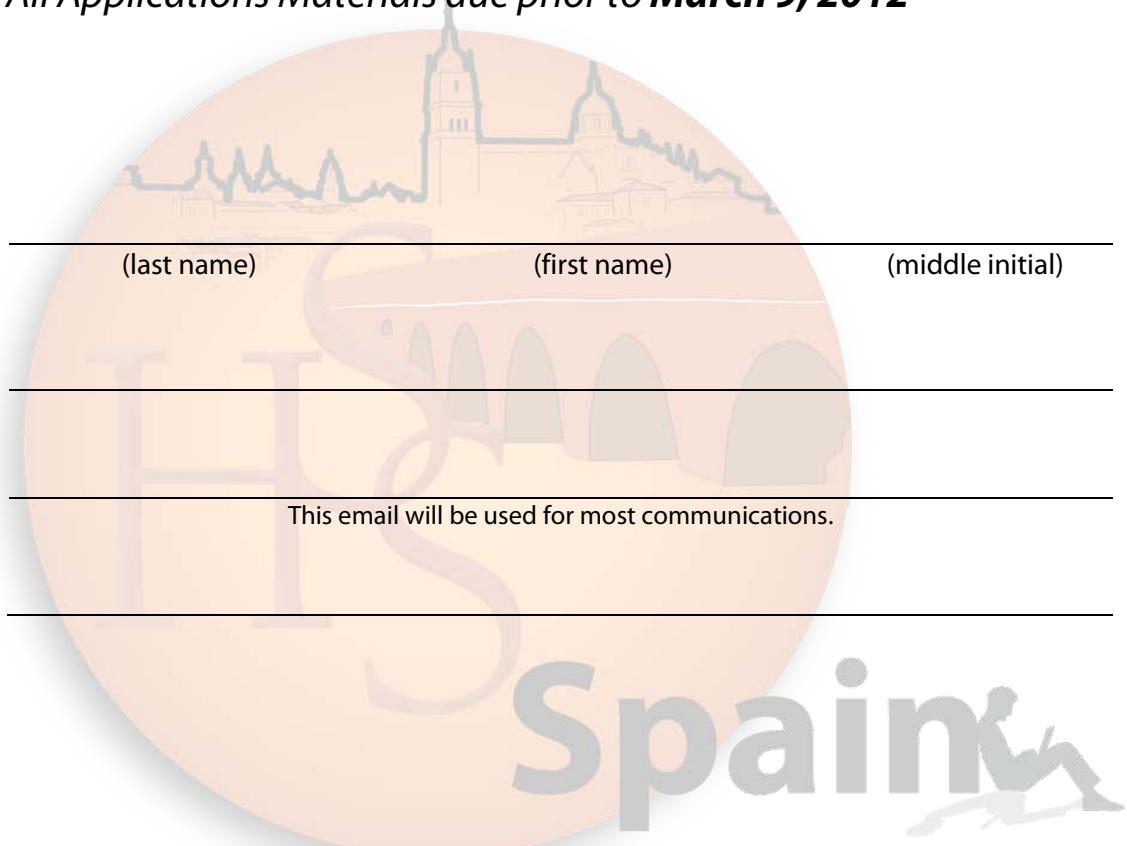 All Applications Materials due prior to March 9, 2012
(last name) (first name) (middle initial)
This email will be used for most communications.
HSS
Spain